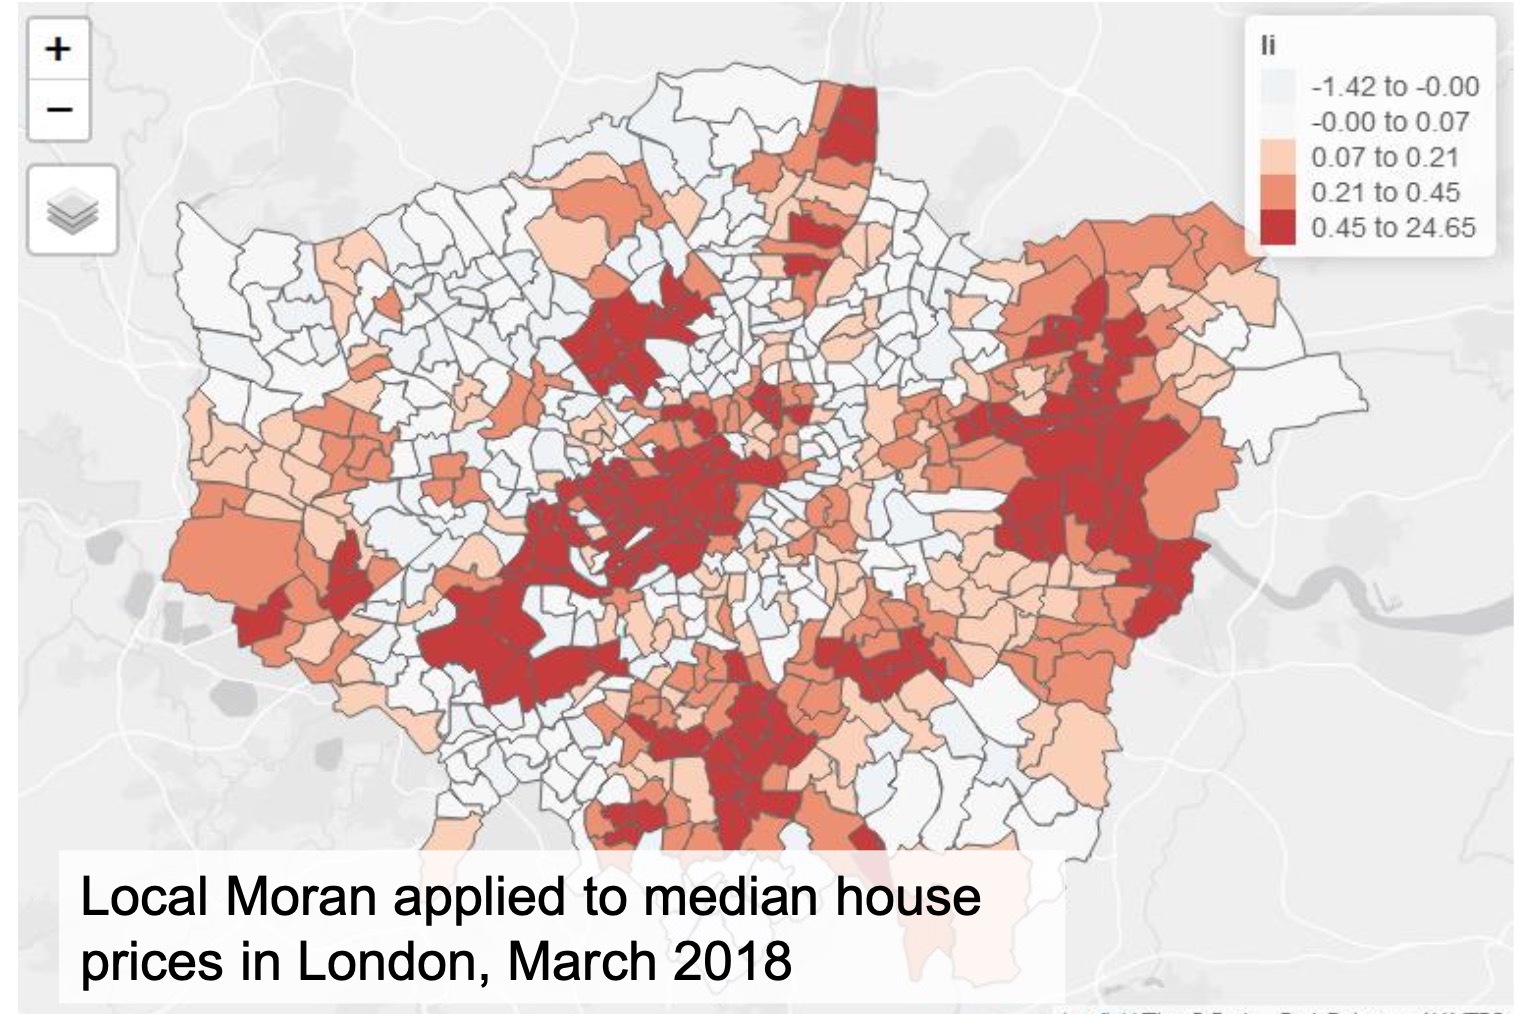 +
−
Ii
-1.42 to -0.00
-0.00 to 0.07
0.07 to 0.21
0.21 to 0.45
0.45 to 24.65
Local Moran applied to median house
prices in London, March 2018